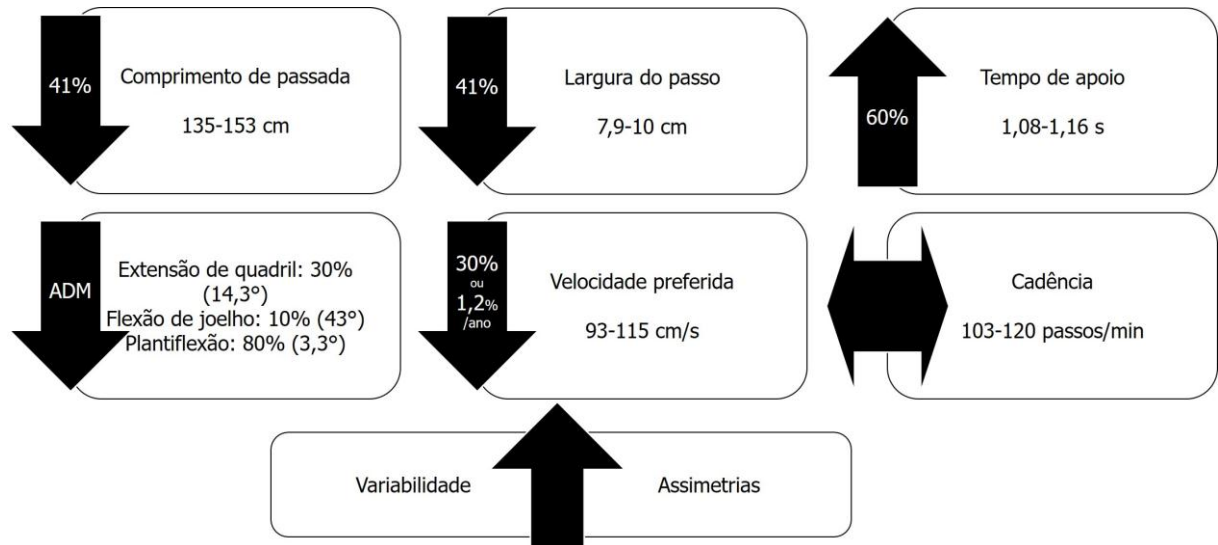 41%
Comprimento de passada
135-153 cm
41%
Largura do passo
7,9-10 cm
60%
Tempo de apoio
1,08-1,16 s
ADM
Extensão de quadril: 30%
(14,3°)
Flexão de joelho: 10% (43°)
Plantiflexão: 80% (3,3°)
30%
ou
1,2%
/ano
Velocidade preferida
93-115 cm/s
Cadência
103-120 passos/min
Variabilidade
Assimetrias